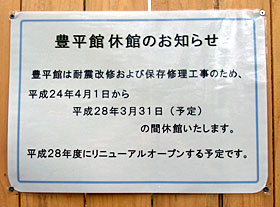 豊平館休館のお知らせ
豊平館は耐震改修および保存修理工事のため、
平成24年4月1日から
平成28年3月31日(予定)
の間休館いたします。
平成28年度にリニューアルオープンする予定です。